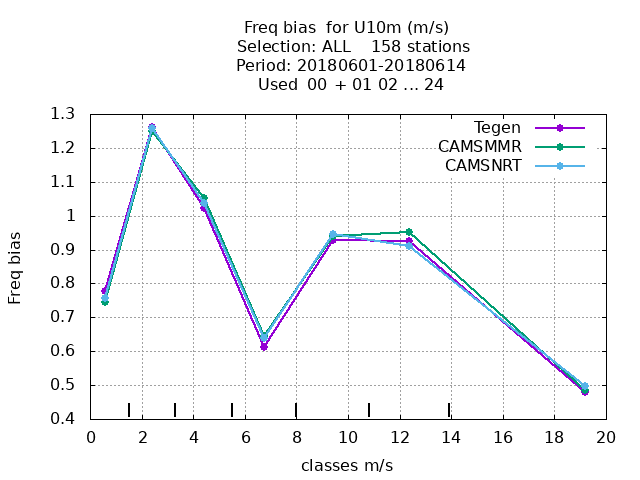 Freq bias  for U10m (m/s)
Selection: ALL    158 stations
Period: 20180601-20180614
Used  00  + 01 02 ... 24
1.3
1.2
1.1
1
0.9
0.8
0.7
0.6
0.5
0.4
Freq bias
Tegen
CAMSMMR
CAMSNRT
0 2 4 6 8 10 12 14 16 18 20
classes m/s